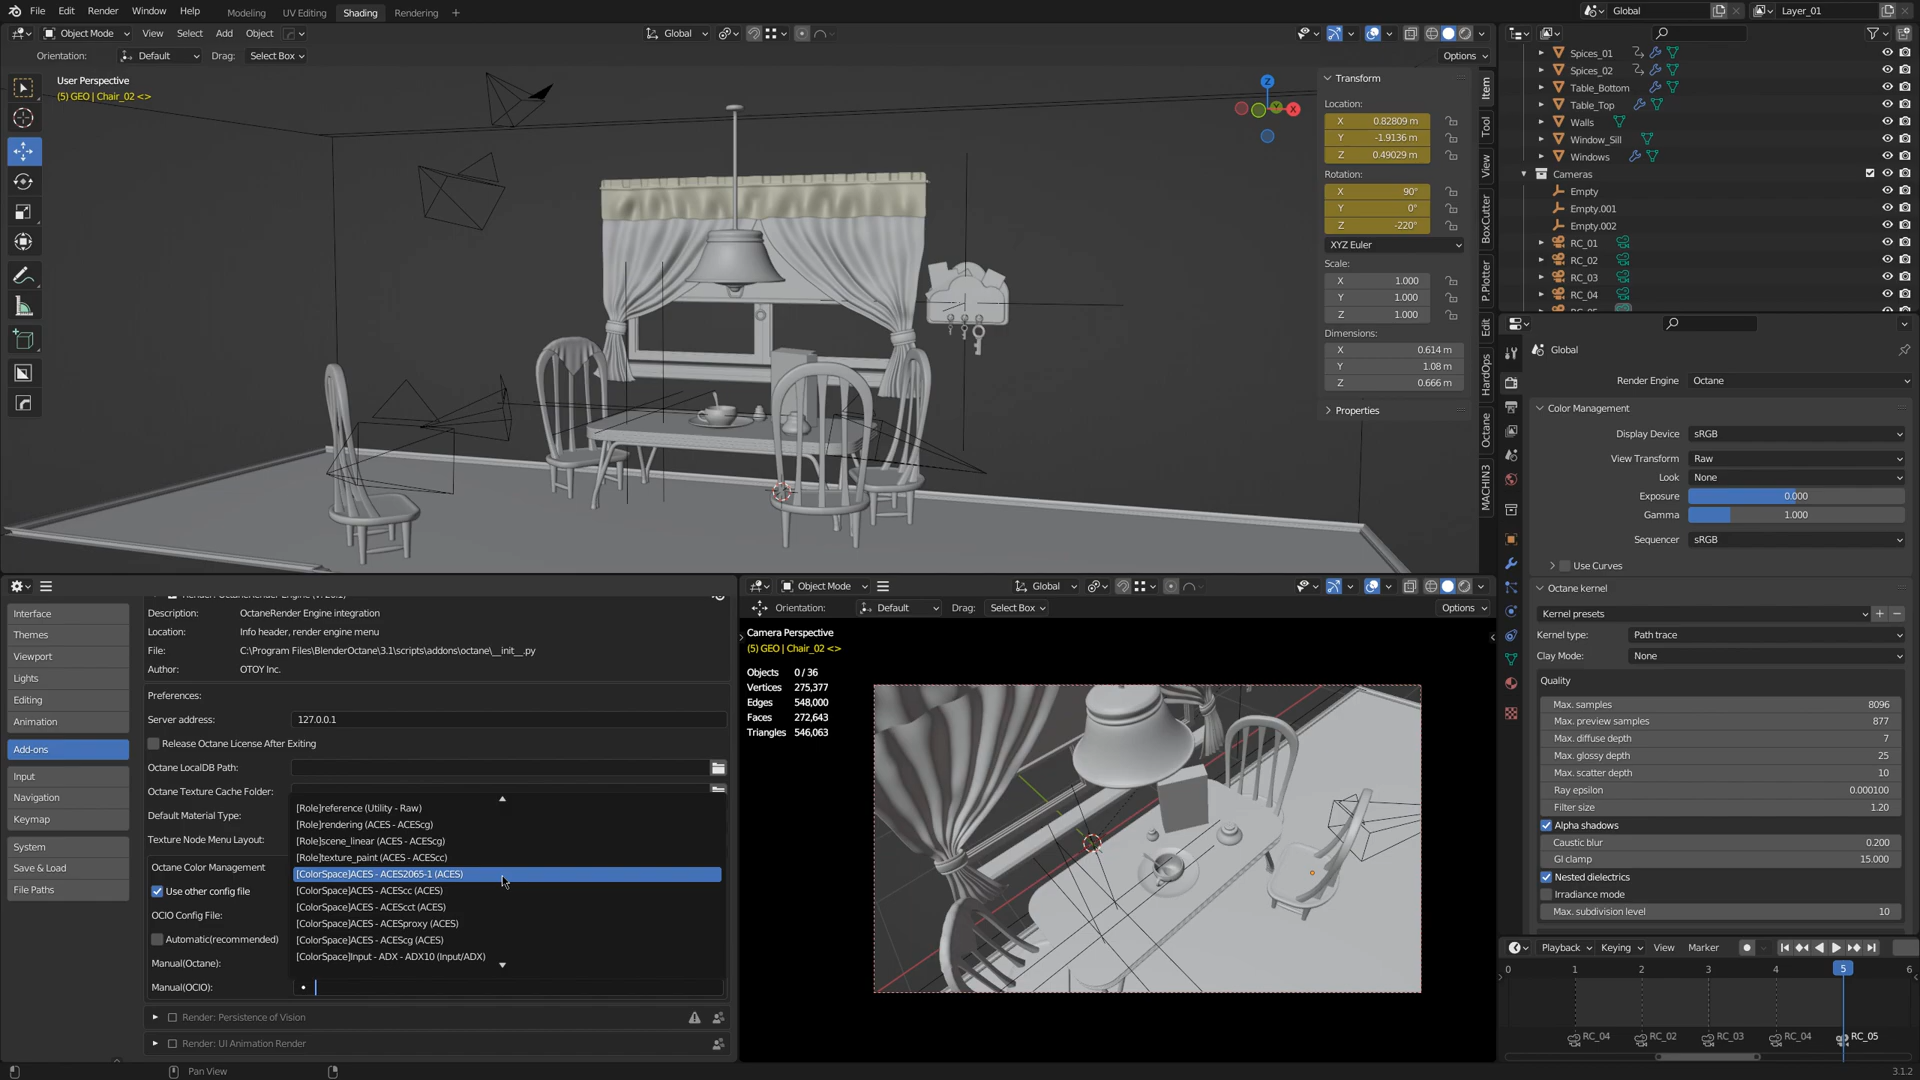 File Edit Render Window Help Modeling UV Editing Shading Rendering + Global Layer_01
Object Mode View Select Add Object Global
Orientation: Default Drag: Select Box Options
User Perspective
(5) GEO | Chair_02 <>
Z
Y
X
Transform
Location:
X 0.82809 m
Y -1.9136 m
Z 0.49029 m
Rotation:
X 90°
Y 0°
Z -220°
XYZ Euler
Scale:
X 1.000
Y 1.000
Z 1.000
Dimensions:
X 0.614 m
Y 1.08 m
Z 0.666 m
Properties
Item
Tool
View
BoxCutter
P.Plotter
Edit
HardOps
Octane
MACHIN3
Spices_01
Spices_02
Table_Bottom
Table_Top
Walls
Window_Sill
Windows
Cameras
Empty
Empty.001
Empty.002
RC_01
RC_02
RC_03
RC_04
Global
Render Engine Octane
Color Management
Display Device sRGB
View Transform Raw
Look None
Exposure 0.000
Gamma 1.000
Sequencer sRGB
Use Curves
Octane kernel
Kernel presets
Kernel type: Path trace
Clay Mode: None
Quality
Max. samples 8096
Max. preview samples 877
Max. diffuse depth 7
Max. glossy depth 25
Max. scatter depth 10
Ray epsilon 0.000100
Filter size 1.20
Alpha shadows
Caustic blur 0.200
GI clamp 15.000
Nested dielectrics
Irradiance mode
Max. subdivision level 10
Playback Keying View Marker
0 1 2 3 4 5 6
RC_04 RC_02 RC_03 RC_04 RC_05
3.1.2
Interface
Themes
Viewport
Lights
Editing
Animation
Add-ons
Input
Navigation
Keymap
System
Save & Load
File Paths
Description: OctaneRender Engine integration
Location: Info header, render engine menu
File: C:\Program Files\BlenderOctane\3.1\scripts\addons\octane\__init__.py
Author: OTOY Inc.
Preferences:
Server address: 127.0.0.1
Release Octane License After Exiting
Octane LocalDB Path:
Octane Texture Cache Folder:
Default Material Type:
Texture Node Menu Layout:
Octane Color Management
Use other config file
OCIO Config File:
Automatic(recommended)
Manual(Octane):
Manual(OCIO):
[Role]reference (Utility - Raw)
[Role]rendering (ACES - ACEScg)
[Role]scene_linear (ACES - ACEScg)
[Role]texture_paint (ACES - ACEScc)
[ColorSpace]ACES - ACES2065-1 (ACES)
[ColorSpace]ACES - ACEScc (ACES)
[ColorSpace]ACES - ACEScct (ACES)
[ColorSpace]ACES - ACESproxy (ACES)
[ColorSpace]ACES - ACEScg (ACES)
[ColorSpace]Input - ADX - ADX10 (Input/ADX)
Render: Persistence of Vision
Render: UI Animation Render
Pan View
Object Mode Global
Orientation: Default Drag: Select Box Options
Camera Perspective
(5) GEO | Chair_02 <>
Objects 0 / 36
Vertices 275,377
Edges 548,000
Faces 272,643
Triangles 546,063